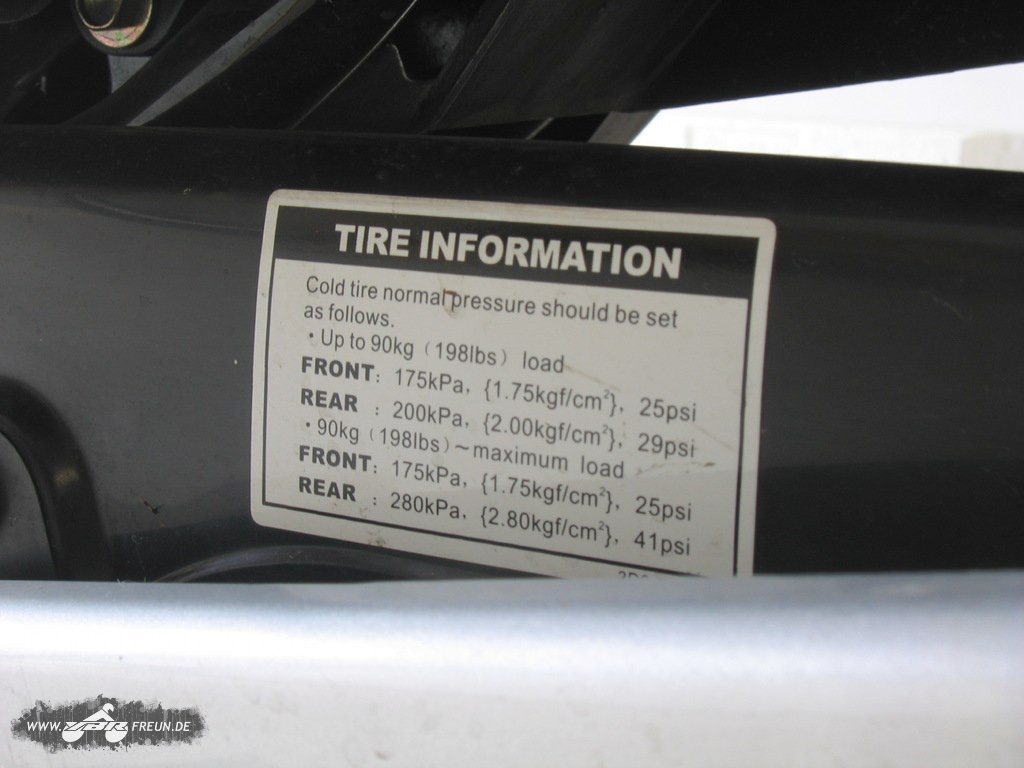 TIRE INFORMATION
Cold tire normal pressure should be set
as follows.
・Up to 90kg (198lbs) load
FRONT: 175kPa, {1.75kgf/cm²}, 25psi
REAR : 200kPa, {2.00kgf/cm²}, 29psi
・90kg (198lbs)~maximum load
FRONT: 175kPa, {1.75kgf/cm²}, 25psi
REAR : 280kPa, {2.80kgf/cm²}, 41psi
WWW. FREUN.DE